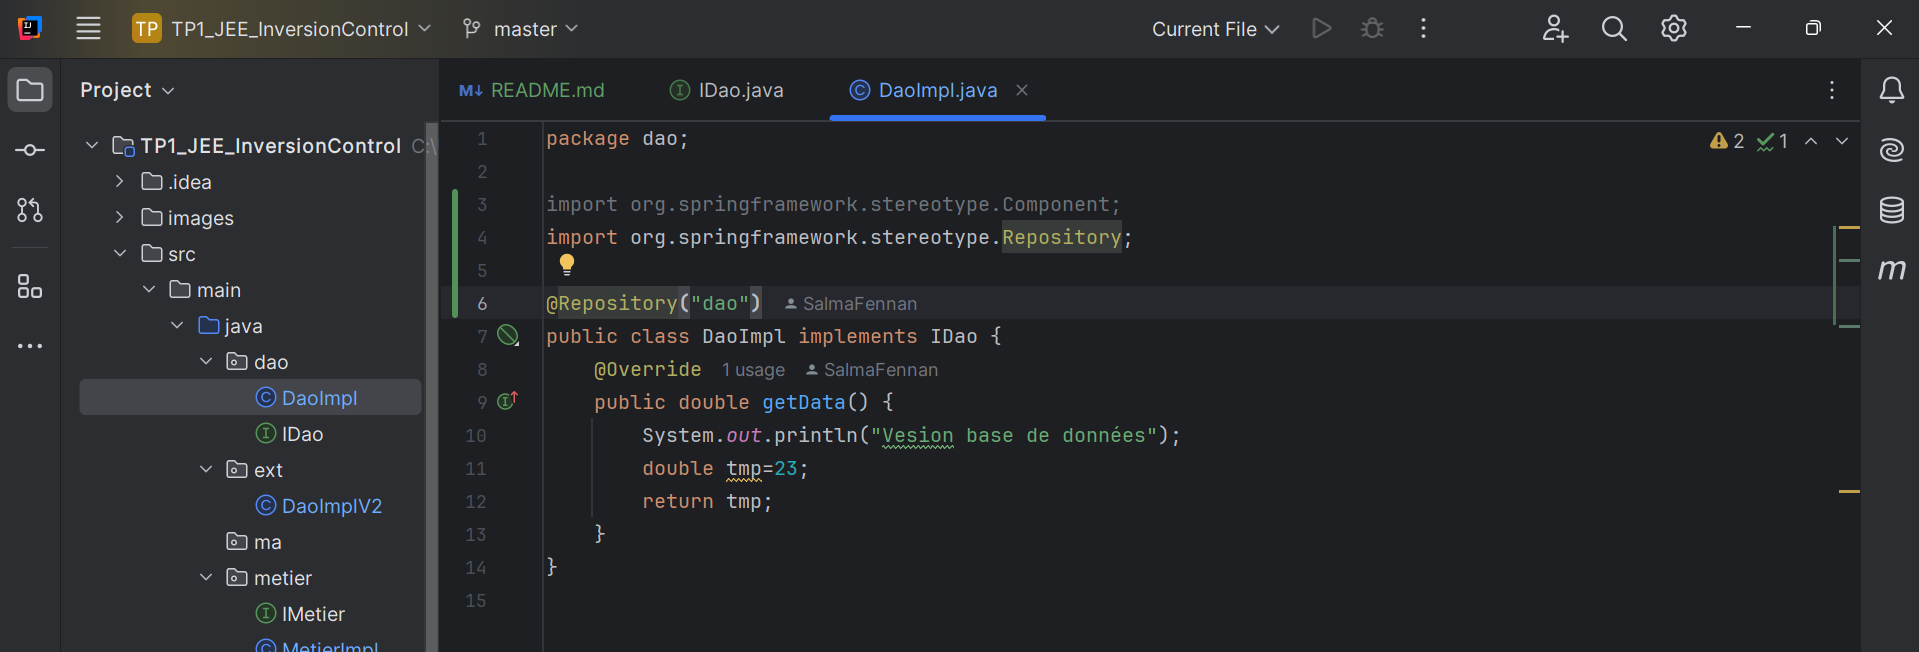 TP TP1_JEE_InversionControl master Current File
Project
TP1_JEE_InversionControl C:\
.idea
images
src
main
java
dao
DaoImpl
IDao
ext
DaoImplV2
ma
metier
IMetier
MetierImpl
README.md IDao.java DaoImpl.java
2 1
1 package dao;
2
3 import org.springframework.stereotype.Component;
4 import org.springframework.stereotype.Repository;
5
6 @Repository("dao") SalmaFennan
7 public class DaoImpl implements IDao {
8 @Override 1 usage SalmaFennan
9 public double getData() {
10 System.out.println("Vesion base de données");
11 double tmp=23;
12 return tmp;
13 }
14 }
15